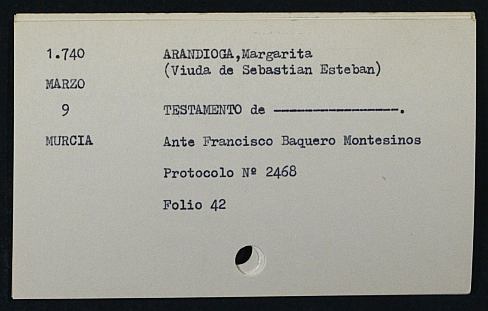 1.740 ARANDIOGA,Margarita
(Viuda de Sebastian Esteban)
MARZO
9 TESTAMENTO de ----------------.
MURCIA Ante Francisco Baquero Montesinos
Protocolo Nº 2468
Folio 42